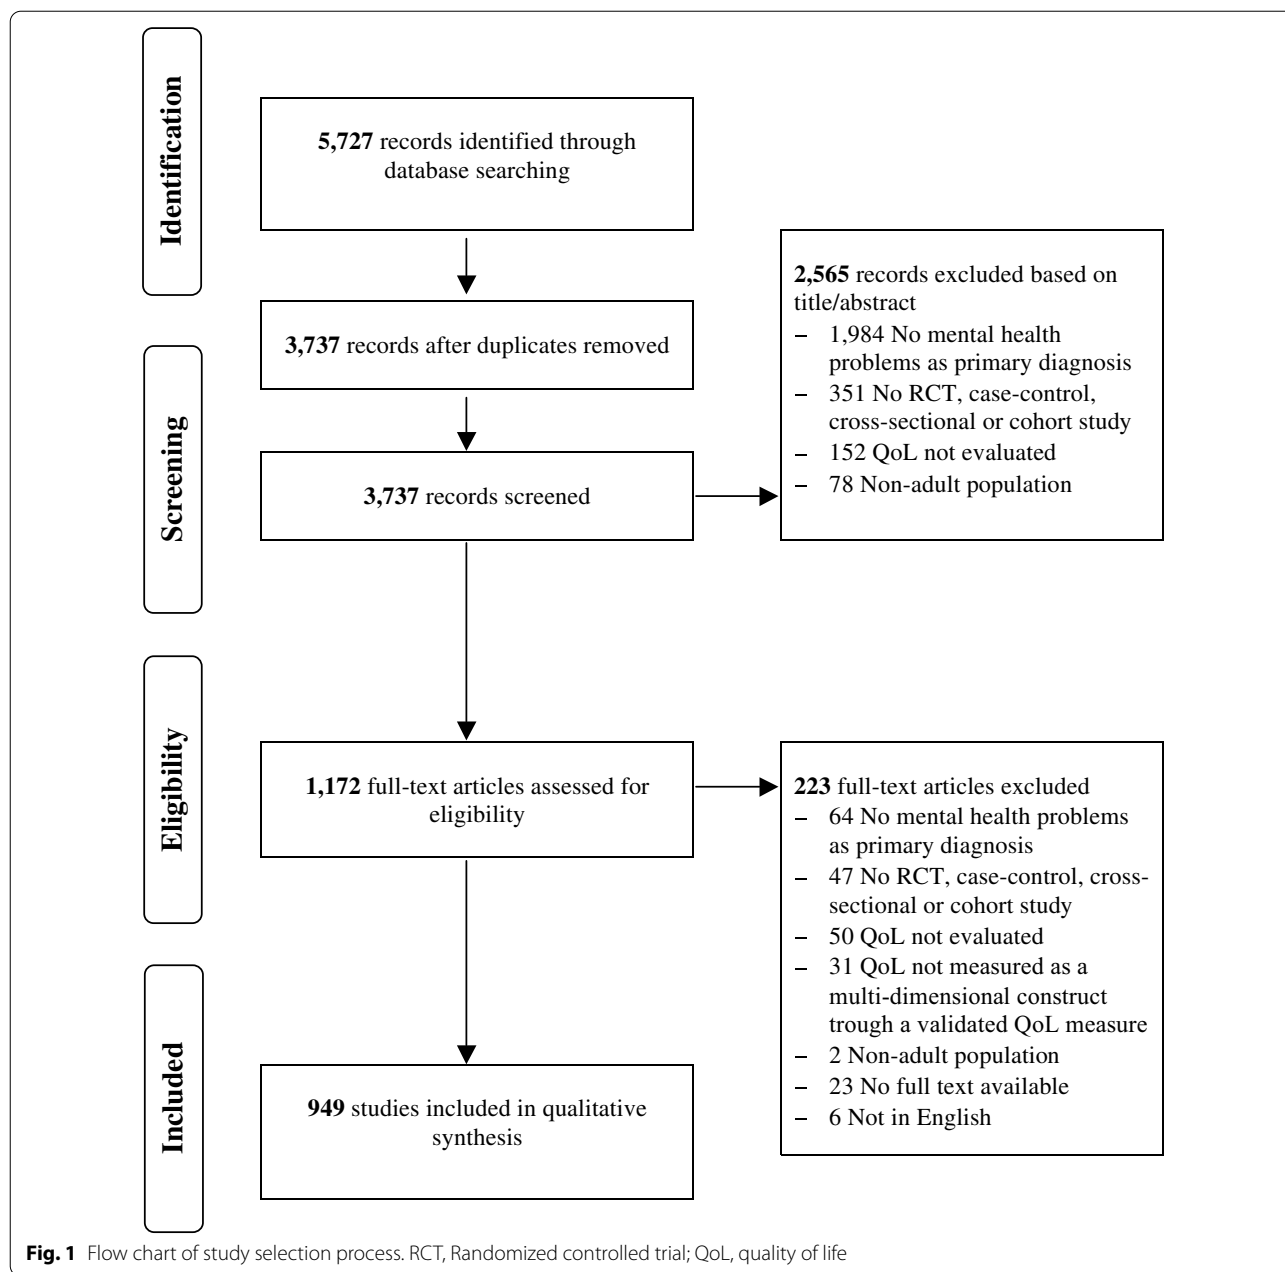 Identification
5,727 records identified through
database searching
3,737 records after duplicates removed
Screening
3,737 records screened
2,565 records excluded based on
title/abstract
– 1,984 No mental health
problems as primary diagnosis
– 351 No RCT, case-control,
cross-sectional or cohort study
– 152 QoL not evaluated
– 78 Non-adult population
Eligibility
1,172 full-text articles assessed for
eligibility
223 full-text articles excluded
– 64 No mental health problems
as primary diagnosis
– 47 No RCT, case-control, cross-
sectional or cohort study
– 50 QoL not evaluated
– 31 QoL not measured as a
multi-dimensional construct
trough a validated QoL measure
– 2 Non-adult population
– 23 No full text available
– 6 Not in English
Included
949 studies included in qualitative
synthesis
Fig. 1 Flow chart of study selection process. RCT, Randomized controlled trial; QoL, quality of life